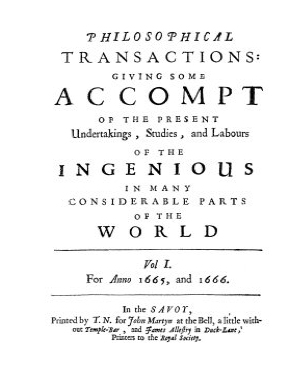 PHILOSOPHICAL
TRANSACTIONS:
GIVING SOME
ACCOMPT
OF THE PRESENT
Undertakings, Studies, and Labours
OF THE
INGENIOUS
IN MANY
CONSIDERABLE PARTS
OF THE
WORLD
Vol I.
For Anno 1665, and 1666.
In the SAVOY,
Printed by T. N. for John Martyn at the Bell, a little with-
out Temple-Bar, and James Allestry in Duck-Lane,
Printers to the Royal Society.